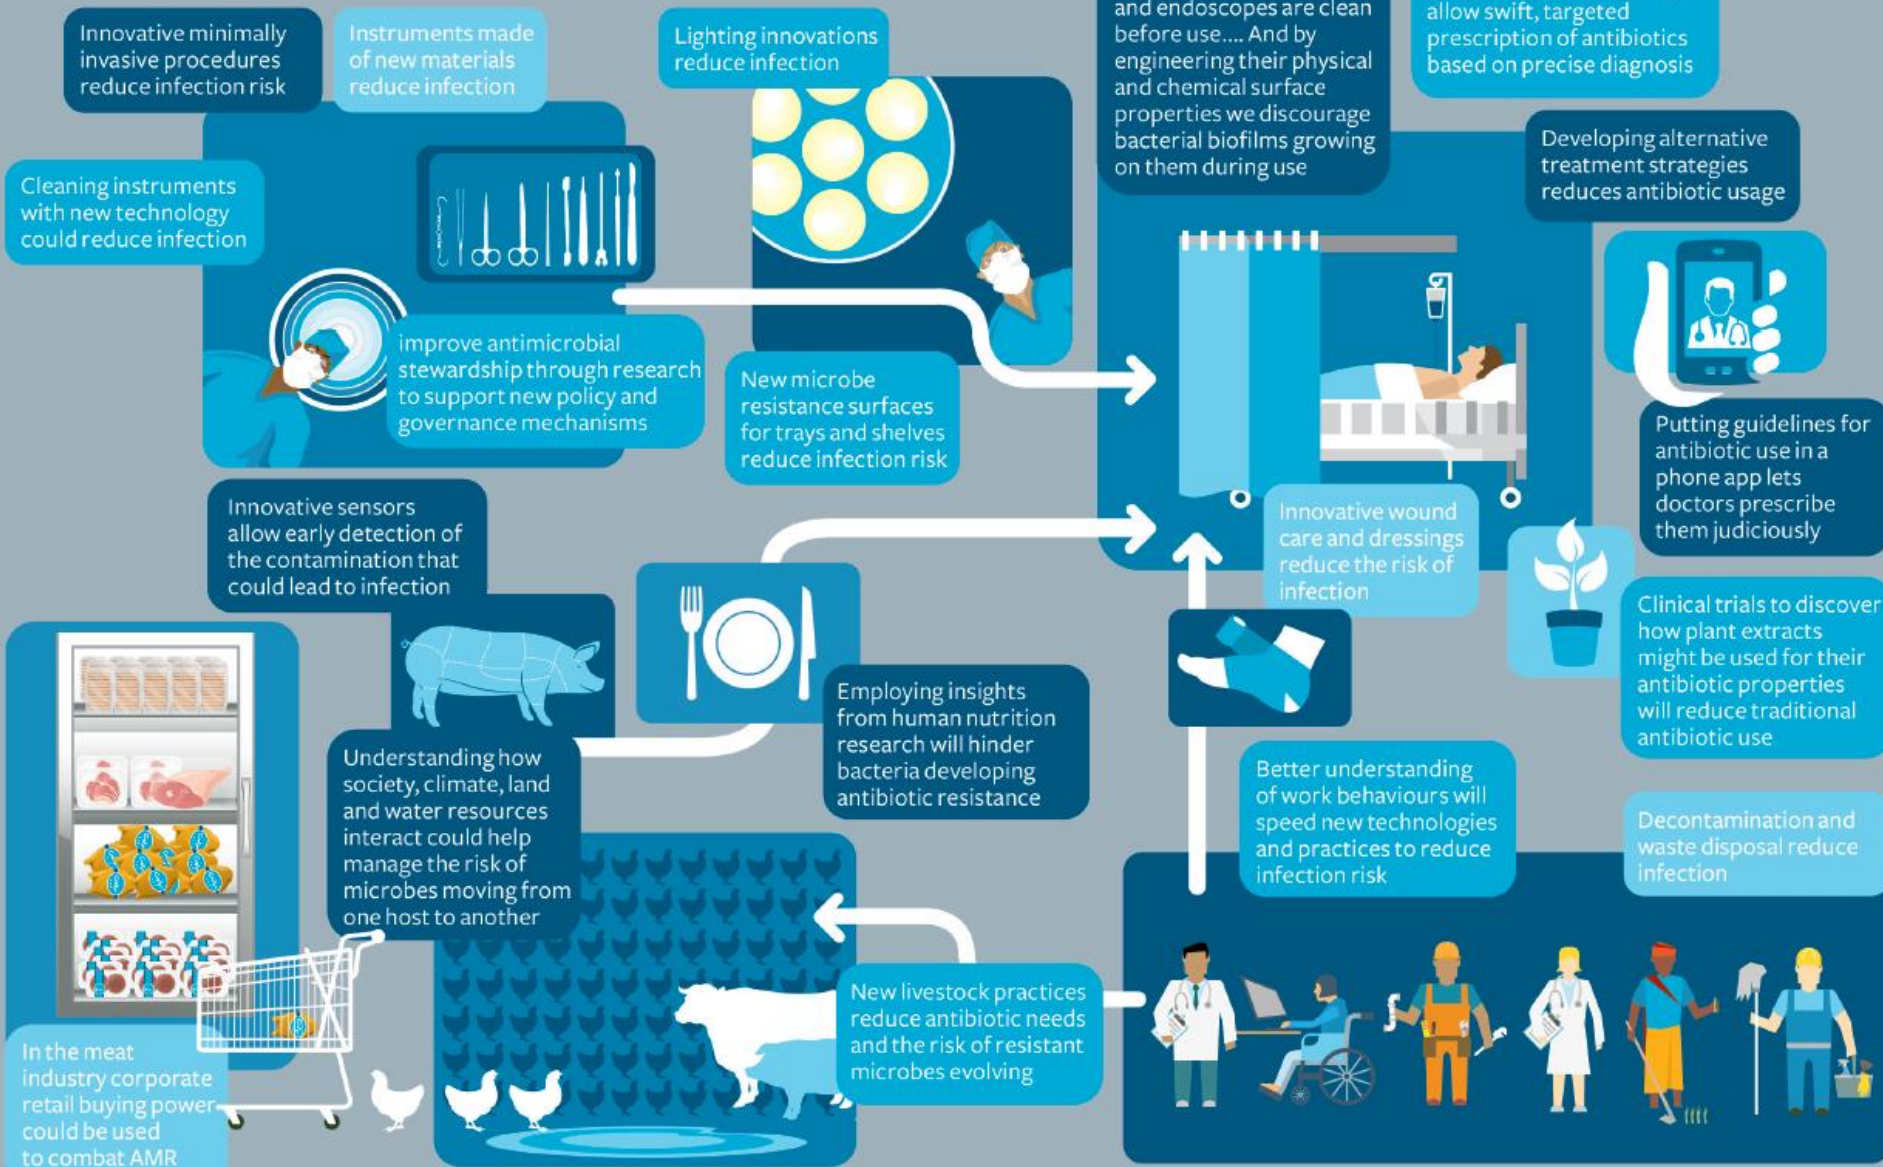 Innovative minimally
invasive procedures
reduce infection risk
Instruments made
of new materials
reduce infection
Lighting innovations
reduce infection
and endoscopes are clean
before use.... And by
engineering their physical
and chemical surface
properties we discourage
bacterial biofilms growing
on them during use
allow swift, targeted
prescription of antibiotics
based on precise diagnosis
Developing alternative
treatment strategies
reduces antibiotic usage
Cleaning instruments
with new technology
could reduce infection
improve antimicrobial
stewardship through research
to support new policy and
governance mechanisms
New microbe
resistance surfaces
for trays and shelves
reduce infection risk
Putting guidelines for
antibiotic use in a
phone app lets
doctors prescribe
them judiciously
Innovative sensors
allow early detection of
the contamination that
could lead to infection
Innovative wound
care and dressings
reduce the risk of
infection
Clinical trials to discover
how plant extracts
might be used for their
antibiotic properties
will reduce traditional
antibiotic use
Employing insights
from human nutrition
research will hinder
bacteria developing
antibiotic resistance
Understanding how
society, climate, land
and water resources
interact could help
manage the risk of
microbes moving from
one host to another
Better understanding
of work behaviours will
speed new technologies
and practices to reduce
infection risk
Decontamination and
waste disposal reduce
infection
New livestock practices
reduce antibiotic needs
and the risk of resistant
microbes evolving
In the meat
industry corporate
retail buying power
could be used
to combat AMR